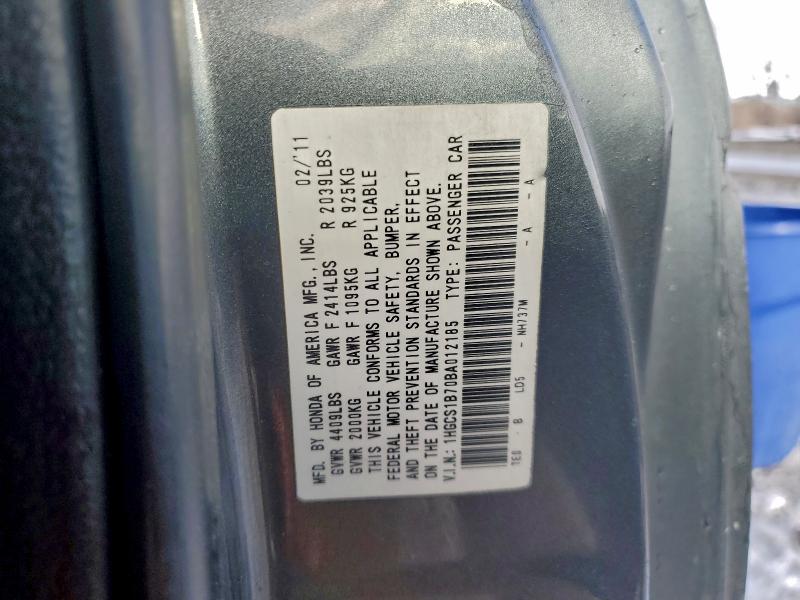 MFD. BY HONDA OF AMERICA MFG., INC. 02/'11
GVWR 4409LBS GAWR F 2414LBS R 2039LBS
GVWR 2000KG GAWR F 1095KG R 925KG
THIS VEHICLE CONFORMS TO ALL APPLICABLE
FEDERAL MOTOR VEHICLE SAFETY, BUMPER,
AND THEFT PREVENTION STANDARDS IN EFFECT
ON THE DATE OF MANUFACTURE SHOWN ABOVE.
V.I.N.: 1HGCS1B70BA012185 TYPE: PASSENGER CAR
TE0 - B LD5 - NH737M - A - A